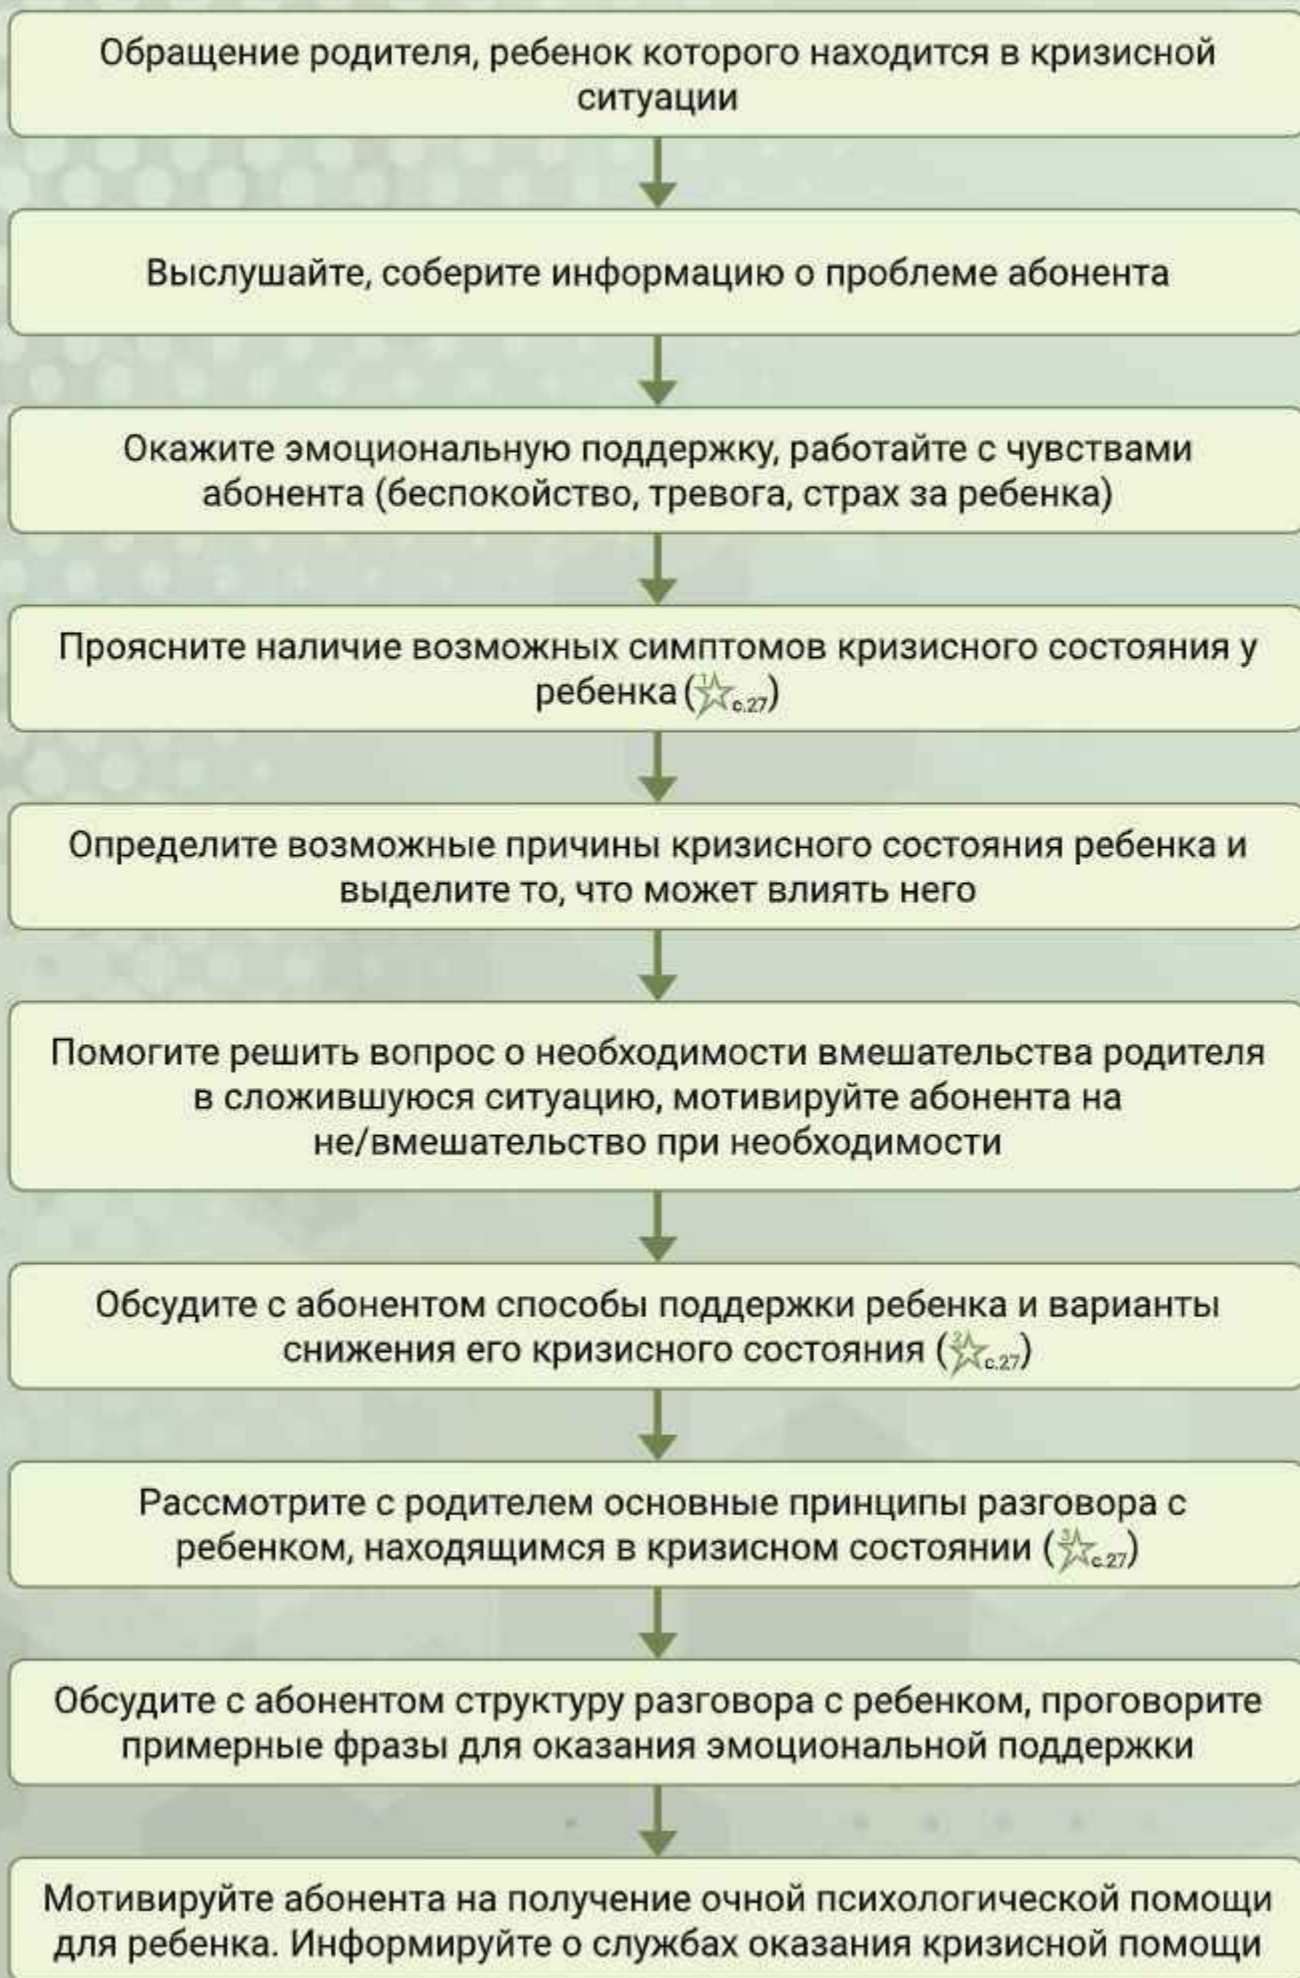 Обращение родителя, ребенок которого находится в кризисной
ситуации
Выслушайте, соберите информацию о проблеме абонента
Окажите эмоциональную поддержку, работайте с чувствами
абонента (беспокойство, тревога, страх за ребенка)
Проясните наличие возможных симптомов кризисного состояния у
ребенка (1☆с.27)
Определите возможные причины кризисного состояния ребенка и
выделите то, что может влиять него
Помогите решить вопрос о необходимости вмешательства родителя
в сложившуюся ситуацию, мотивируйте абонента на
не/вмешательство при необходимости
Обсудите с абонентом способы поддержки ребенка и варианты
снижения его кризисного состояния (2☆с.27)
Рассмотрите с родителем основные принципы разговора с
ребенком, находящимся в кризисном состоянии (3☆с.27)
Обсудите с абонентом структуру разговора с ребенком, проговорите
примерные фразы для оказания эмоциональной поддержки
Мотивируйте абонента на получение очной психологической помощи
для ребенка. Информируйте о службах оказания кризисной помощи